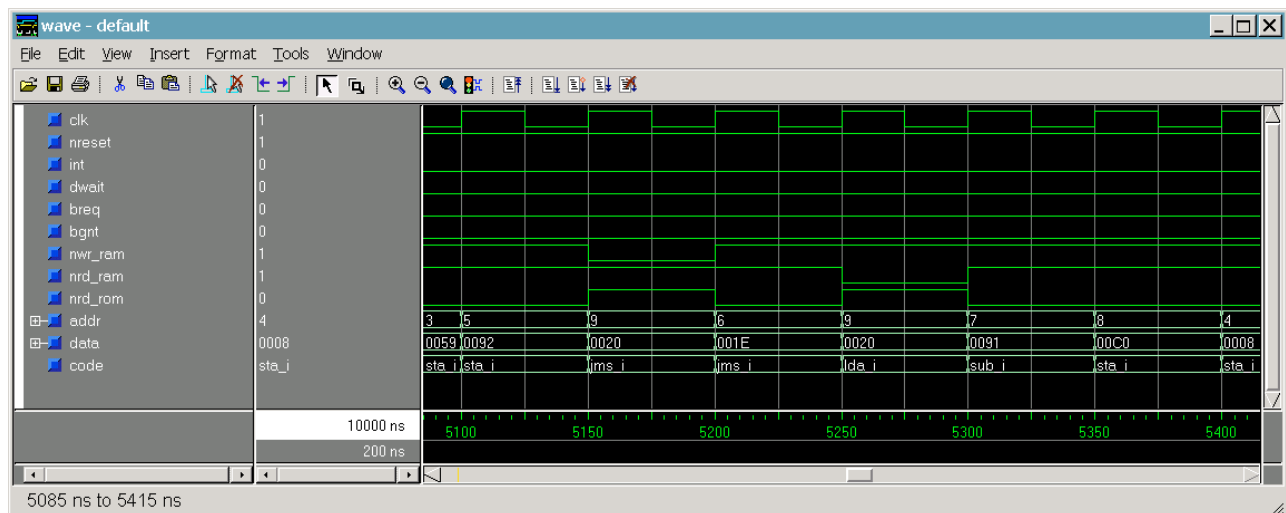 wave - default
File Edit View Insert Format Tools Window
clk 1
nreset 1
int 0
dwait 0
breq 0
bgnt 0
nwr_ram 1
nrd_ram 1
nrd_rom 0
addr 4 3 5 9 6 9 7 8 4
data 0008 0059 0092 0020 001E 0020 0091 00C0 0008
code sta_i sta_i sta_i jms_i jms_i lda_i sub_i sta_i sta_i
10000 ns 5100 5150 5200 5250 5300 5350 5400
200 ns
5085 ns to 5415 ns